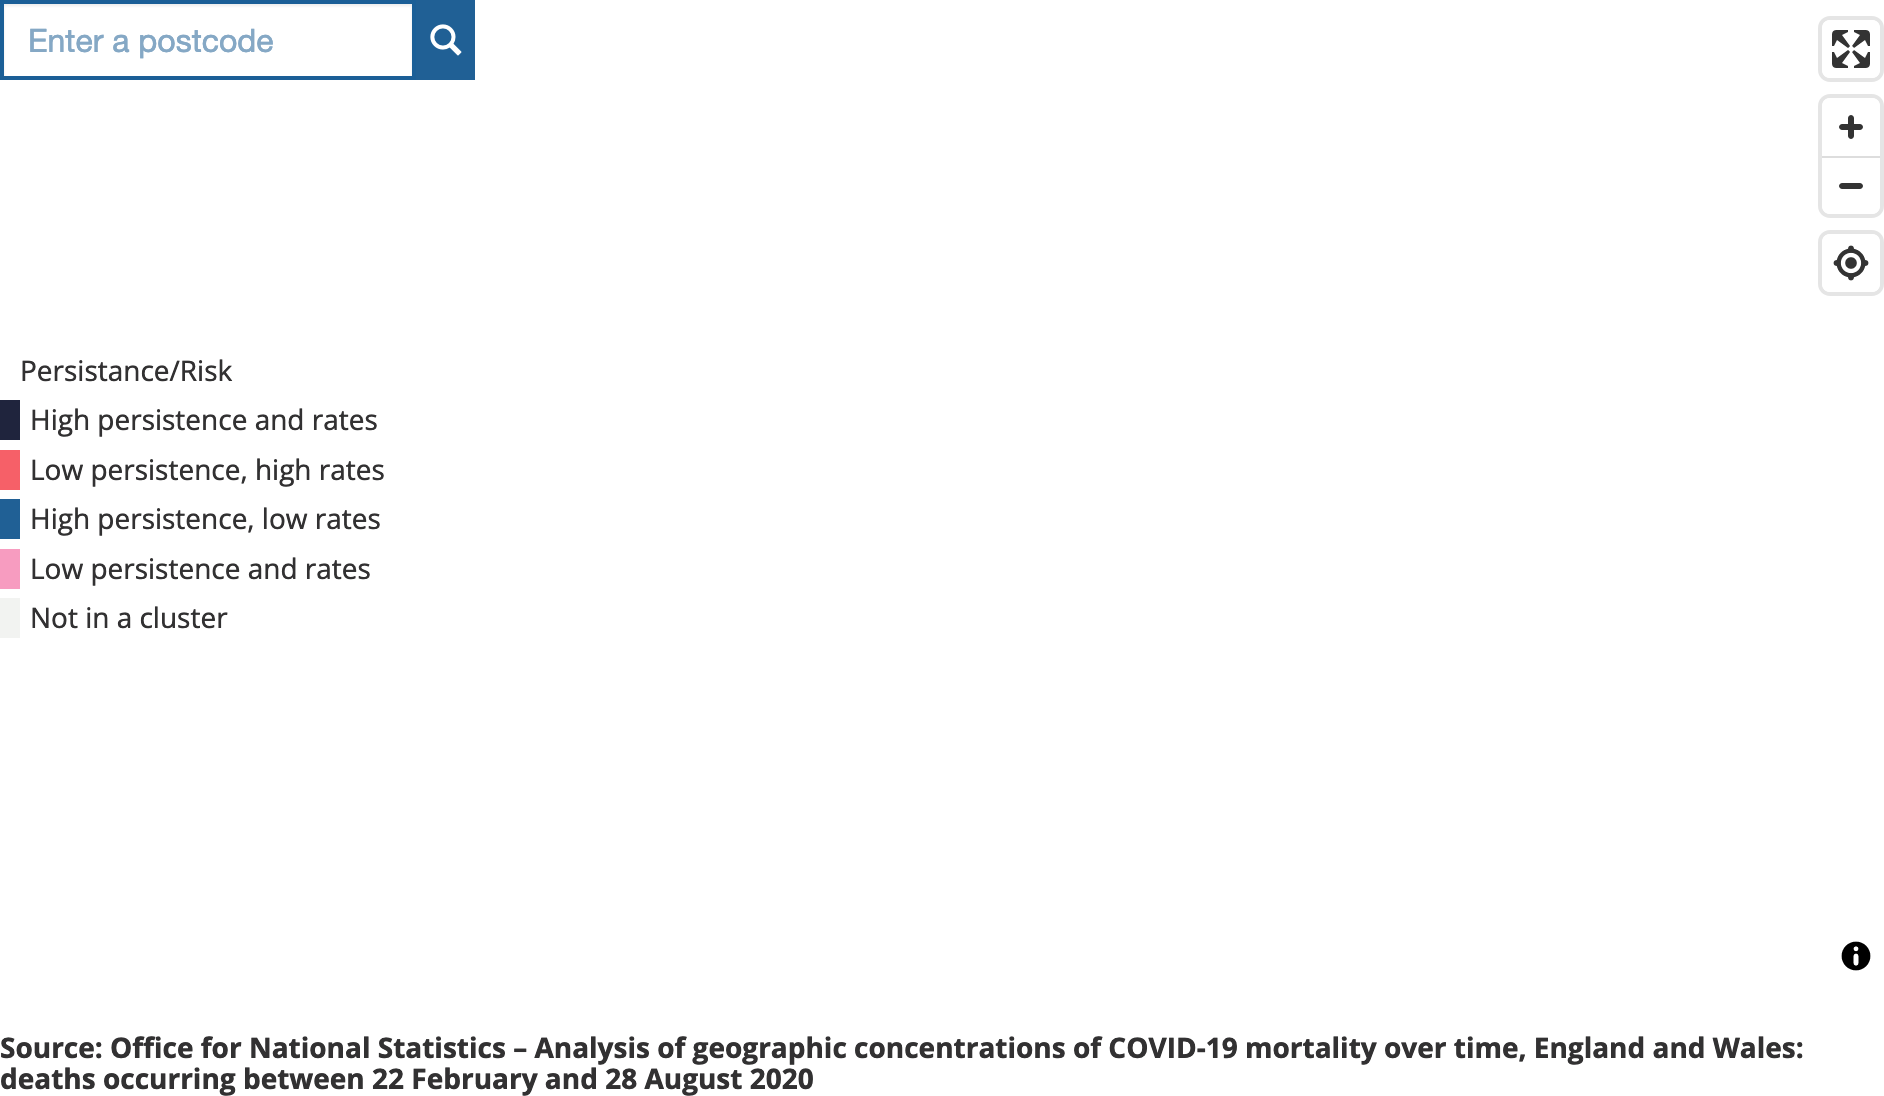 Enter a postcode
Persistance/Risk
High persistence and rates
Low persistence, high rates
High persistence, low rates
Low persistence and rates
Not in a cluster
Source: Office for National Statistics – Analysis of geographic concentrations of COVID-19 mortality over time, England and Wales:
deaths occurring between 22 February and 28 August 2020